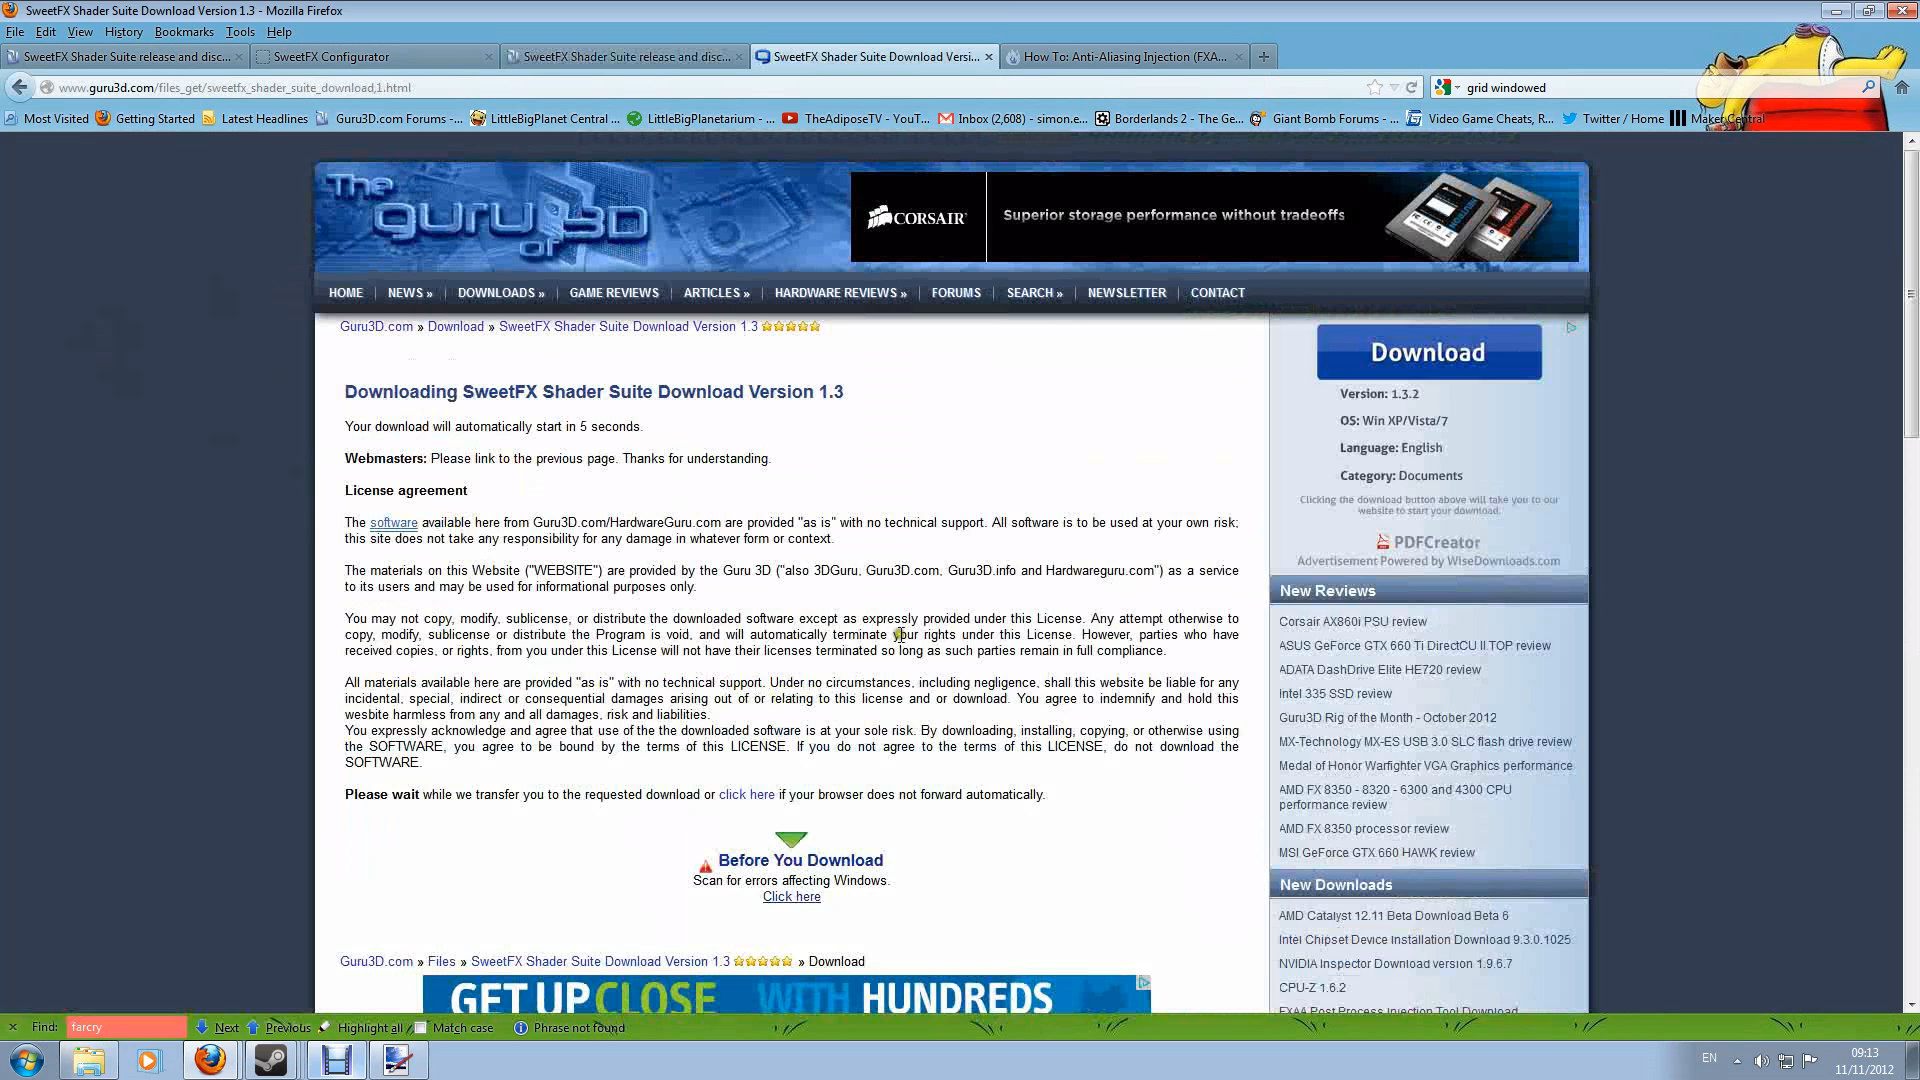 SweetFX Shader Suite Download Version 1.3 - Mozilla Firefox
File Edit View History Bookmarks Tools Help
SweetFX Shader Suite release and disc... SweetFX Configurator SweetFX Shader Suite release and disc... SweetFX Shader Suite Download Versi... How To: Anti-Aliasing Injection (FXA...
www.guru3d.com/files_get/sweetfx_shader_suite_download,1.html grid windowed
Most Visited Getting Started Latest Headlines Guru3D.com Forums -... LittleBigPlanet Central ... LittleBigPlanetarium - ... TheAdiposeTV - YouT... Inbox (2,608) - simon.e... Borderlands 2 - The Ge... Giant Bomb Forums - ... Video Game Cheats, R... Twitter / Home Maker Central
The guru of 3D
CORSAIR Superior storage performance without tradeoffs
HOME NEWS » DOWNLOADS » GAME REVIEWS ARTICLES » HARDWARE REVIEWS » FORUMS SEARCH » NEWSLETTER CONTACT
Guru3D.com » Download » SweetFX Shader Suite Download Version 1.3
Downloading SweetFX Shader Suite Download Version 1.3
Your download will automatically start in 5 seconds.
Webmasters: Please link to the previous page. Thanks for understanding.
License agreement
The software available here from Guru3D.com/HardwareGuru.com are provided "as is" with no technical support. All software is to be used at your own risk;
this site does not take any responsibility for any damage in whatever form or context.
The materials on this Website ("WEBSITE") are provided by the Guru 3D ("also 3DGuru, Guru3D.com, Guru3D.info and Hardwareguru.com") as a service
to its users and may be used for informational purposes only.
You may not copy, modify, sublicense, or distribute the downloaded software except as expressly provided under this License. Any attempt otherwise to
copy, modify, sublicense or distribute the Program is void, and will automatically terminate your rights under this License. However, parties who have
received copies, or rights, from you under this License will not have their licenses terminated so long as such parties remain in full compliance.
All materials available here are provided "as is" with no technical support. Under no circumstances, including negligence, shall this website be liable for any
incidental, special, indirect or consequential damages arising out of or relating to this license and or download. You agree to indemnify and hold this
wesbite harmless from any and all damages, risk and liabilities.
You expressly acknowledge and agree that use of the the downloaded software is at your sole risk. By downloading, installing, copying, or otherwise using
the SOFTWARE, you agree to be bound by the terms of this LICENSE. If you do not agree to the terms of this LICENSE, do not download the
SOFTWARE.
Please wait while we transfer you to the requested download or click here if your browser does not forward automatically.
Before You Download
Scan for errors affecting Windows.
Click here
Guru3D.com » Files » SweetFX Shader Suite Download Version 1.3 » Download
GET UP CLOSE WITH HUNDREDS
Download
Version: 1.3.2
OS: Win XP/Vista/7
Language: English
Category: Documents
Clicking the download button above will take you to our
website to start your download.
PDFCreator
Advertisement Powered by WiseDownloads.com
New Reviews
Corsair AX860i PSU review
ASUS GeForce GTX 660 Ti DirectCU II TOP review
ADATA DashDrive Elite HE720 review
Intel 335 SSD review
Guru3D Rig of the Month - October 2012
MX-Technology MX-ES USB 3.0 SLC flash drive review
Medal of Honor Warfighter VGA Graphics performance
AMD FX 8350 - 8320 - 6300 and 4300 CPU
performance review
AMD FX 8350 processor review
MSI GeForce GTX 660 HAWK review
New Downloads
AMD Catalyst 12.11 Beta Download Beta 6
Intel Chipset Device Installation Download 9.3.0.1025
NVIDIA Inspector Download version 1.9.6.7
CPU-Z 1.6.2
FXAA Post Process Injection Tool Download
Find: farcry Next Previous Highlight all Match case Phrase not found
EN 09:13
11/11/2012